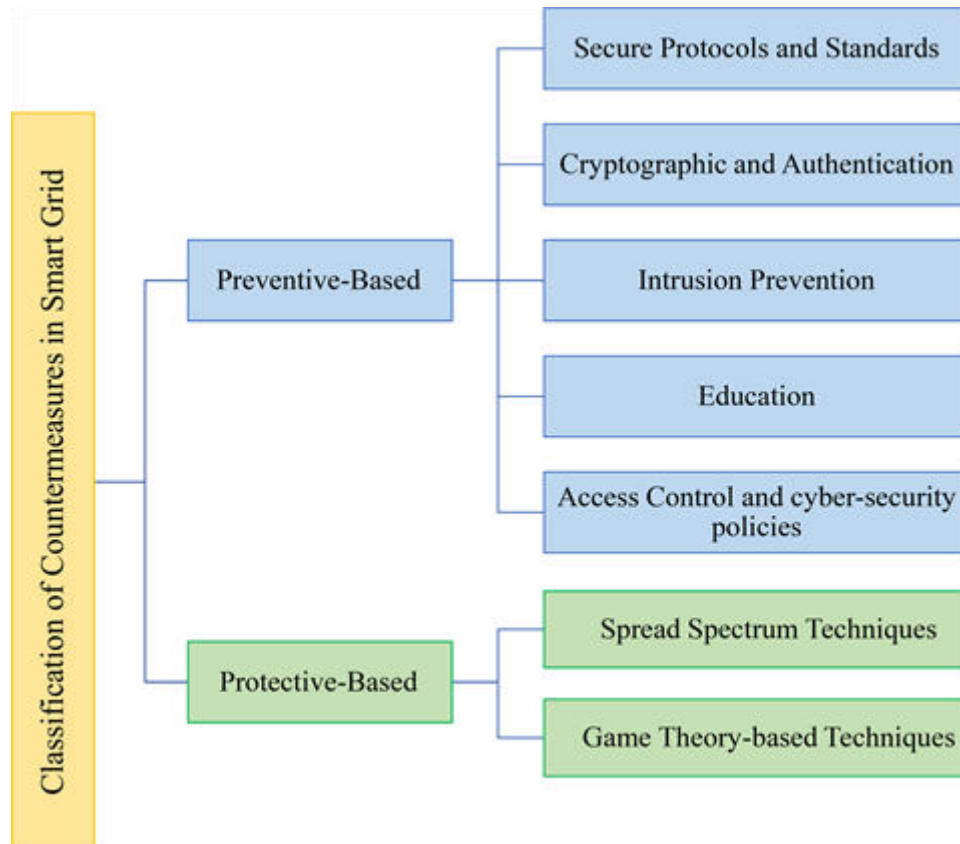 Classification of Countermeasures in Smart Grid
Preventive-Based
Secure Protocols and Standards
Cryptographic and Authentication
Intrusion Prevention
Education
Access Control and cyber-security
policies
Protective-Based
Spread Spectrum Techniques
Game Theory-based Techniques